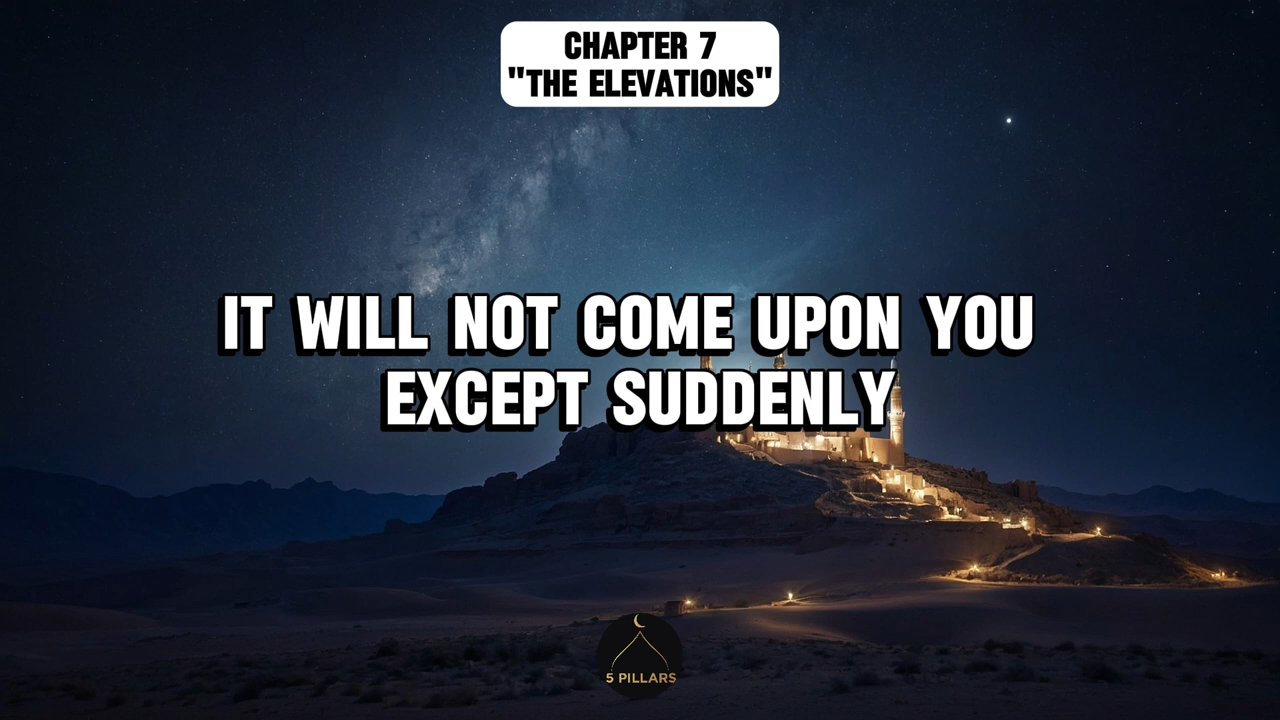 CHAPTER 7
"THE ELEVATIONS"
IT WILL NOT COME UPON YOU
EXCEPT SUDDENLY
5 PILLARS